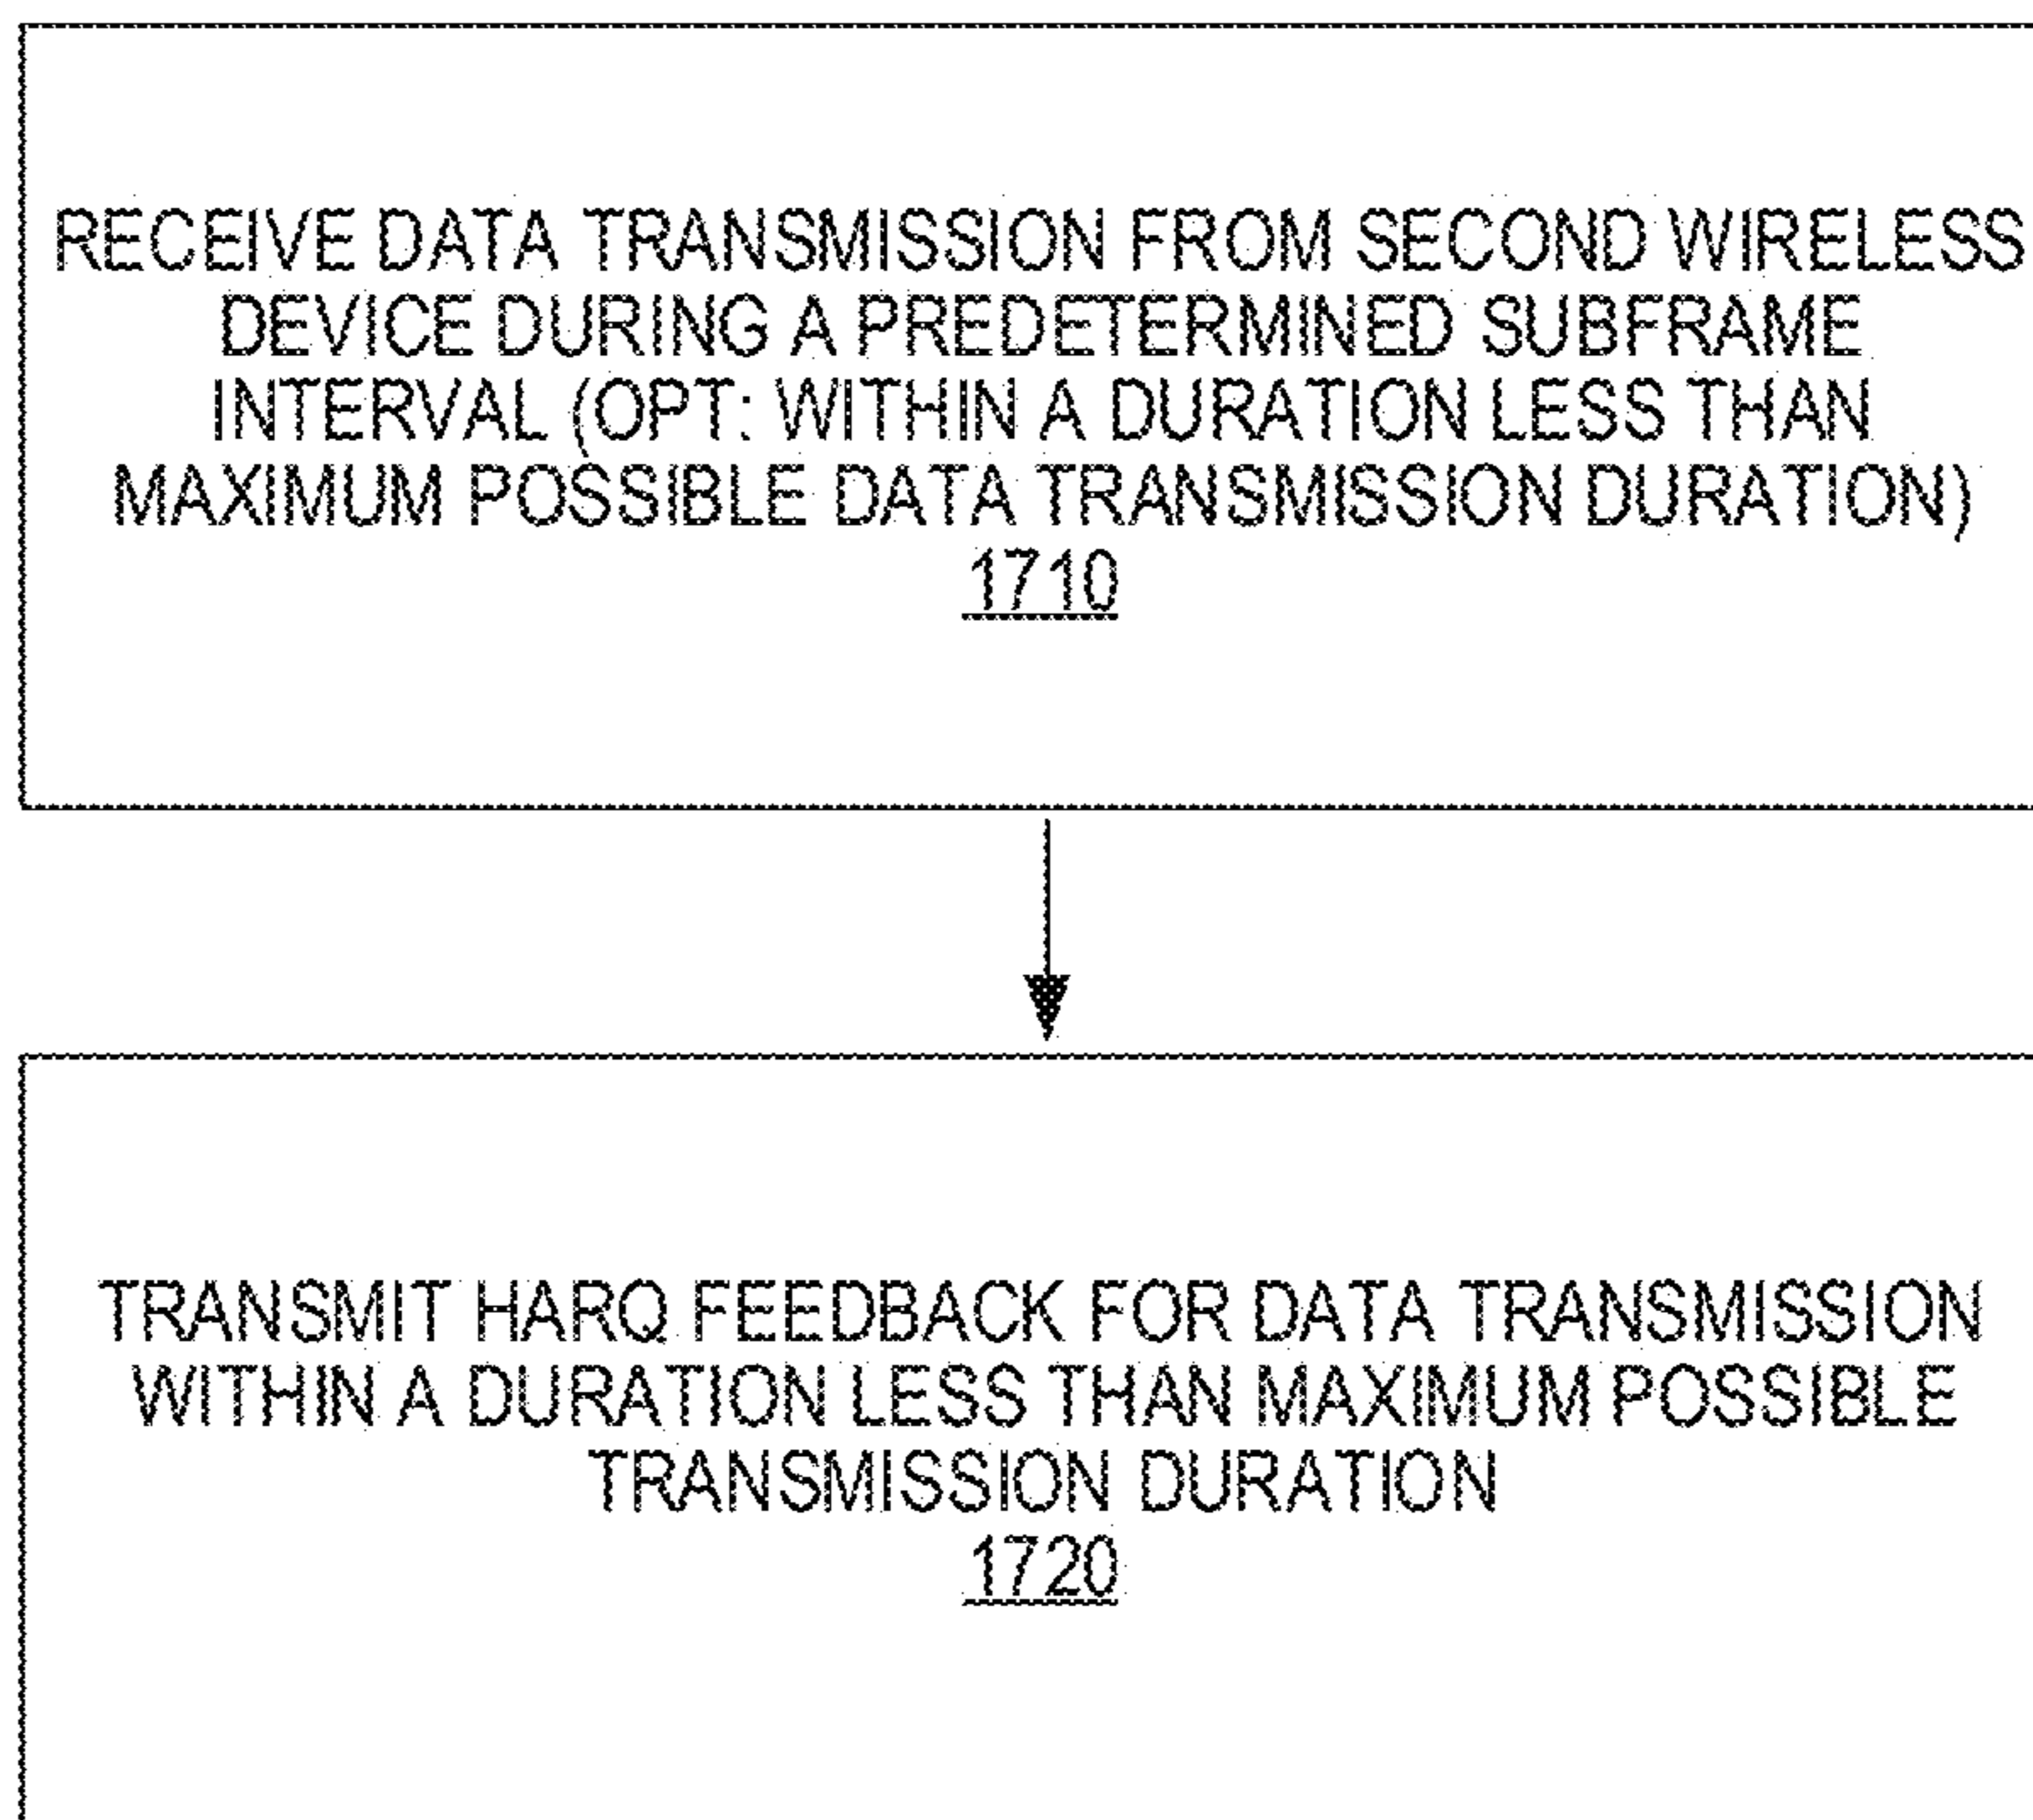 RECEIVE DATA TRANSMISSION FROM SECOND WIRELESS
DEVICE DURING A PREDETERMINED SUBFRAME
INTERVAL (OPT: WITHIN A DURATION LESS THAN
MAXIMUM POSSIBLE DATA TRANSMISSION DURATION)
1710
TRANSMIT HARQ FEEDBACK FOR DATA TRANSMISSION
WITHIN A DURATION LESS THAN MAXIMUM POSSIBLE
TRANSMISSION DURATION
1720